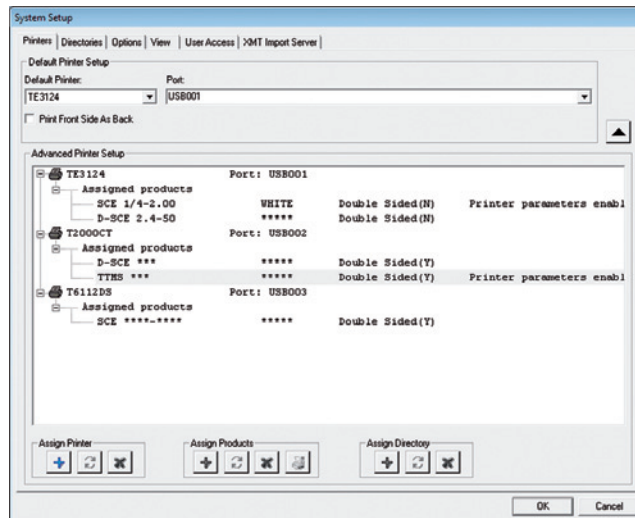 System Setup
Printers Directories Options View User Access XMT Import Server
Default Printer Setup
Default Printer: Port:
TE3124 USB001
Print Front Side As Back
Advanced Printer Setup
TE3124 Port: USB001
Assigned products
SCE 1/4-2.00 WHITE Double Sided(N) Printer parameters enabl
D-SCE 2.4-50 ***** Double Sided(N)
T2000CT Port: USB002
Assigned products
D-SCE *** ***** Double Sided(Y)
TTMS *** ***** Double Sided(Y) Printer parameters enabl
T6112DS Port: USB003
Assigned products
SCE ****-**** ***** Double Sided(Y)
Assign Printer Assign Products Assign Directory
OK Cancel